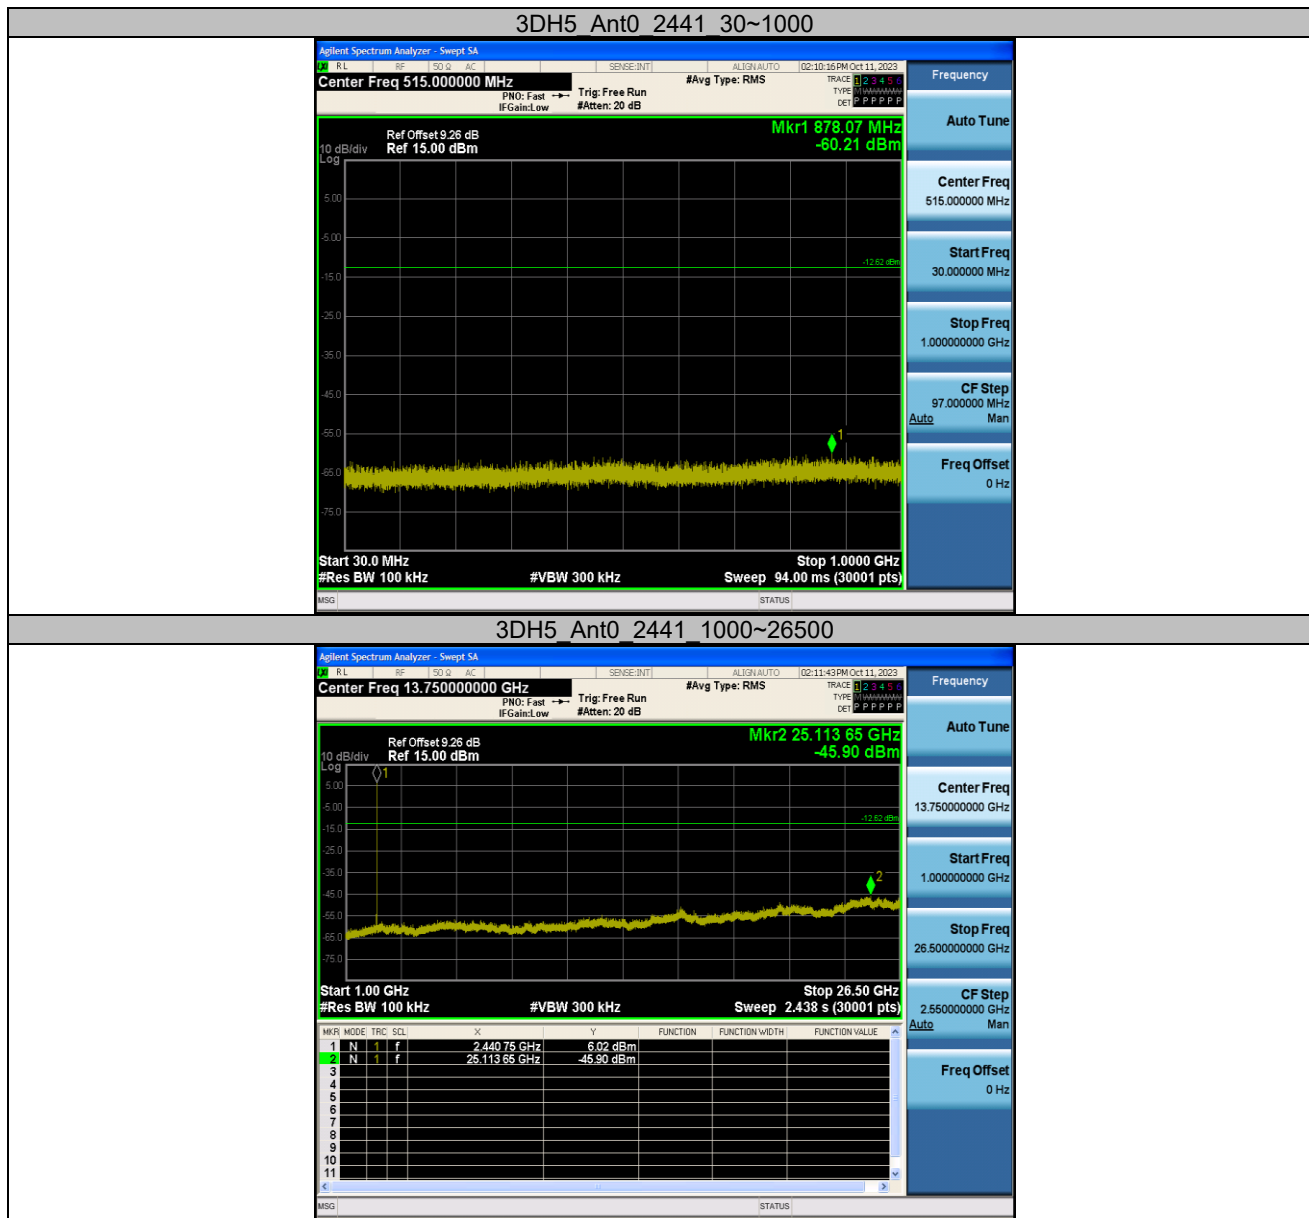 3DH5_Ant0_2441_30~1000
Agilent Spectrum Analyzer - Swept SA
RL RF 50 Ω AC SENSE:INT ALIGN AUTO 02:10:16 PM Oct 11, 2023
Center Freq 515.000000 MHz #Avg Type: RMS TRACE 1 2 3 4 5 6
PNO: Fast Trig: Free Run TYPE M W W W W W
IFGain:Low #Atten: 20 dB DET P P P P P P
Frequency
Auto Tune
Center Freq
515.000000 MHz
Start Freq
30.000000 MHz
Stop Freq
1.000000000 GHz
CF Step
97.000000 MHz
Auto Man
Freq Offset
0 Hz
Mkr1 878.07 MHz
-60.21 dBm
Ref Offset 9.26 dB
10 dB/div Ref 15.00 dBm
Log
5.00
-5.00
-12.62 dBm
-15.0
-25.0
-35.0
-45.0
-55.0
1
-65.0
-75.0
Start 30.0 MHz Stop 1.0000 GHz
#Res BW 100 kHz #VBW 300 kHz Sweep 94.00 ms (30001 pts)
MSG STATUS
3DH5_Ant0_2441_1000~26500
Agilent Spectrum Analyzer - Swept SA
RL RF 50 Ω AC SENSE:INT ALIGN AUTO 02:11:43 PM Oct 11, 2023
Center Freq 13.750000000 GHz #Avg Type: RMS TRACE 1 2 3 4 5 6
PNO: Fast Trig: Free Run TYPE M W W W W W
IFGain:Low #Atten: 20 dB DET P P P P P P
Frequency
Auto Tune
Center Freq
13.750000000 GHz
Start Freq
1.000000000 GHz
Stop Freq
26.500000000 GHz
CF Step
2.550000000 GHz
Auto Man
Freq Offset
0 Hz
Mkr2 25.113 65 GHz
-45.90 dBm
Ref Offset 9.26 dB
10 dB/div Ref 15.00 dBm
Log
1
5.00
-5.00
-12.62 dBm
-15.0
-25.0
-35.0
2
-45.0
-55.0
-65.0
-75.0
Start 1.00 GHz Stop 26.50 GHz
#Res BW 100 kHz #VBW 300 kHz Sweep 2.438 s (30001 pts)
MKR MODE TRC SCL X Y FUNCTION FUNCTION WIDTH FUNCTION VALUE
1 N 1 f 2.440 75 GHz 6.02 dBm
2 N 1 f 25.113 65 GHz -45.90 dBm
3
4
5
6
7
8
9
10
11
MSG STATUS